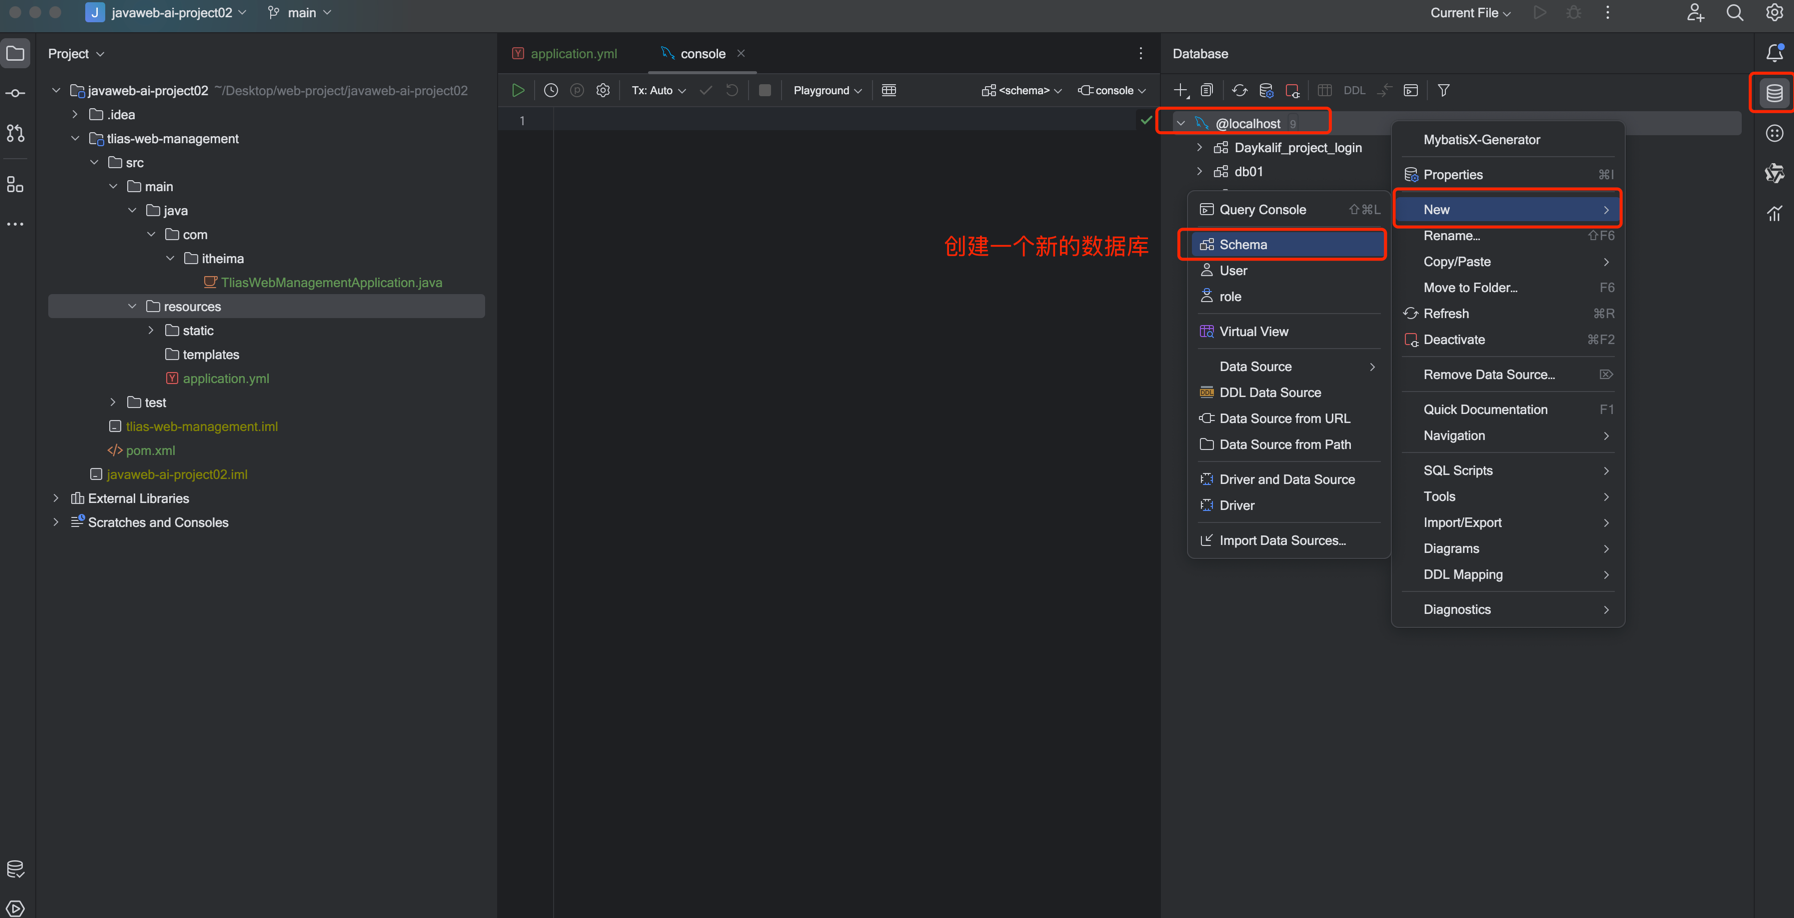 J javaweb-ai-project02 main
Current File
Project
javaweb-ai-project02 ~/Desktop/web-project/javaweb-ai-project02
.idea
tlias-web-management
src
main
java
com
itheima
TliasWebManagementApplication.java
resources
static
templates
Y application.yml
test
tlias-web-management.iml
</> pom.xml
javaweb-ai-project02.iml
External Libraries
Scratches and Consoles
Y application.yml
console
Tx: Auto
Playground
<schema>
console
1
创建一个新的数据库
Database
DDL
@localhost 9
Daykalif_project_login
db01
Query Console ⇧⌘L
Schema
User
role
Virtual View
Data Source
DDL Data Source
Data Source from URL
Data Source from Path
Driver and Data Source
Driver
Import Data Sources...
MybatisX-Generator
Properties ⌘I
New
Rename... ⇧F6
Copy/Paste
Move to Folder... F6
Refresh ⌘R
Deactivate ⌘F2
Remove Data Source... ⌦
Quick Documentation F1
Navigation
SQL Scripts
Tools
Import/Export
Diagrams
DDL Mapping
Diagnostics